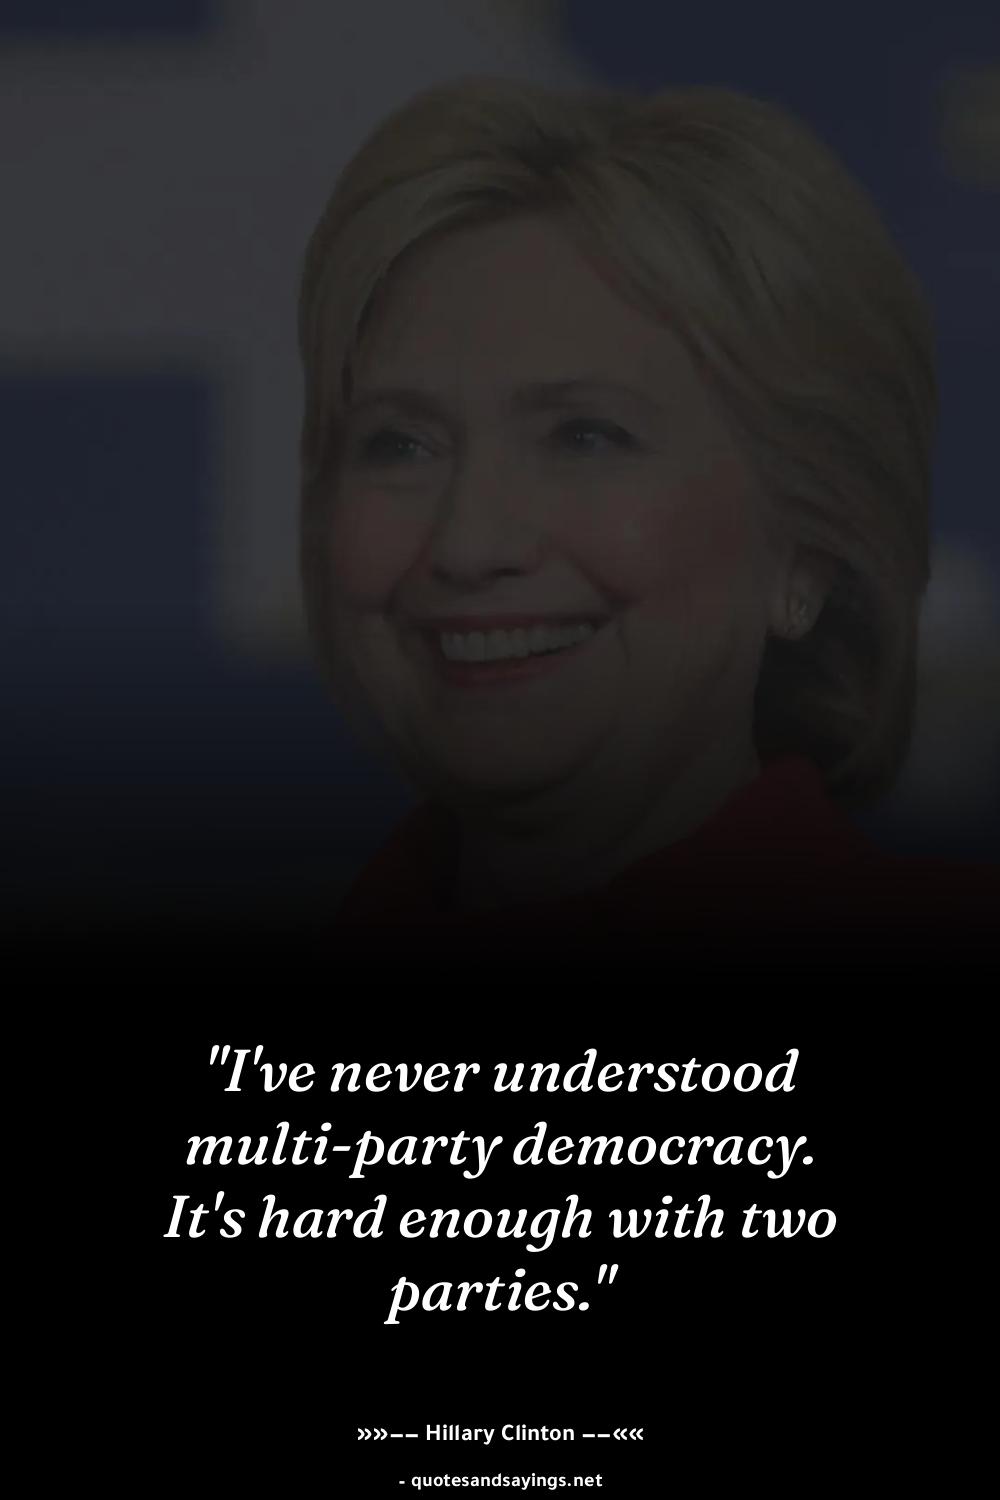 "I've never understood
multi-party democracy.
It's hard enough with two
parties."
»»−− Hillary Clinton −−««
- quotesandsayings.net